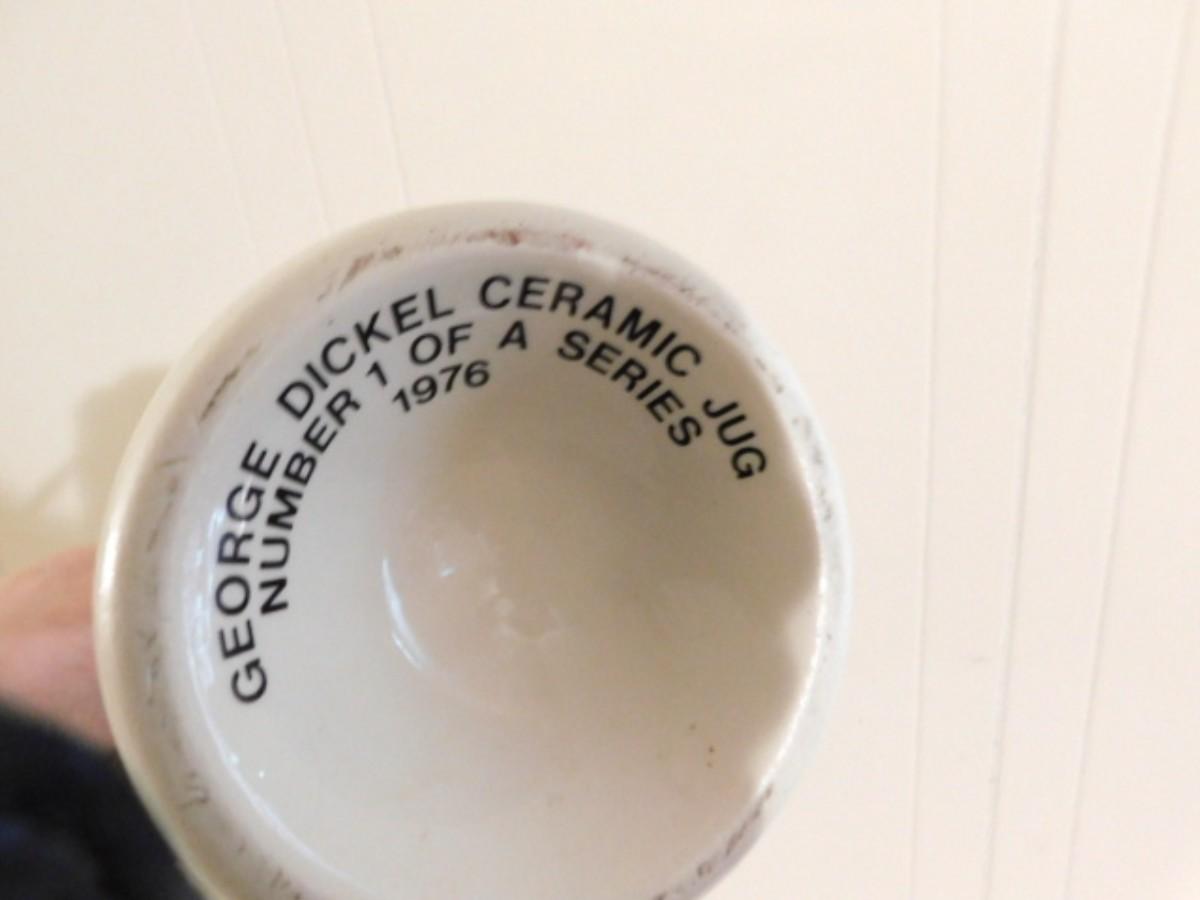 GEORGE DICKEL CERAMIC JUG
NUMBER 1 OF A SERIES
1976